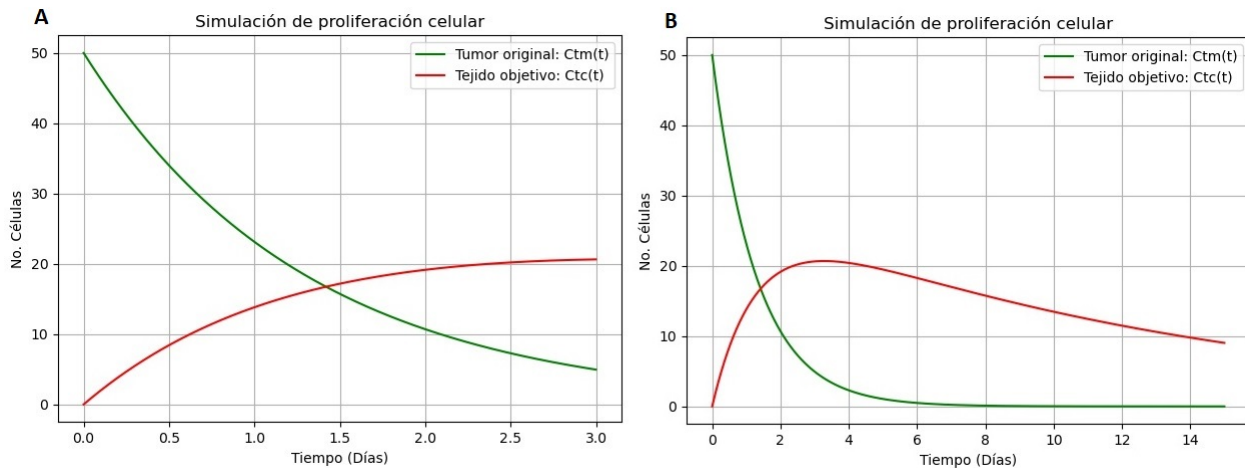 A
Simulación de proliferación celular
Tumor original: Ctm(t)
Tejido objetivo: Ctc(t)
No. Células
50
40
30
20
10
0
0.0 0.5 1.0 1.5 2.0 2.5 3.0
Tiempo (Días)
B
Simulación de proliferación celular
Tumor original: Ctm(t)
Tejido objetivo: Ctc(t)
No. Células
50
40
30
20
10
0
0 2 4 6 8 10 12 14
Tiempo (Días)